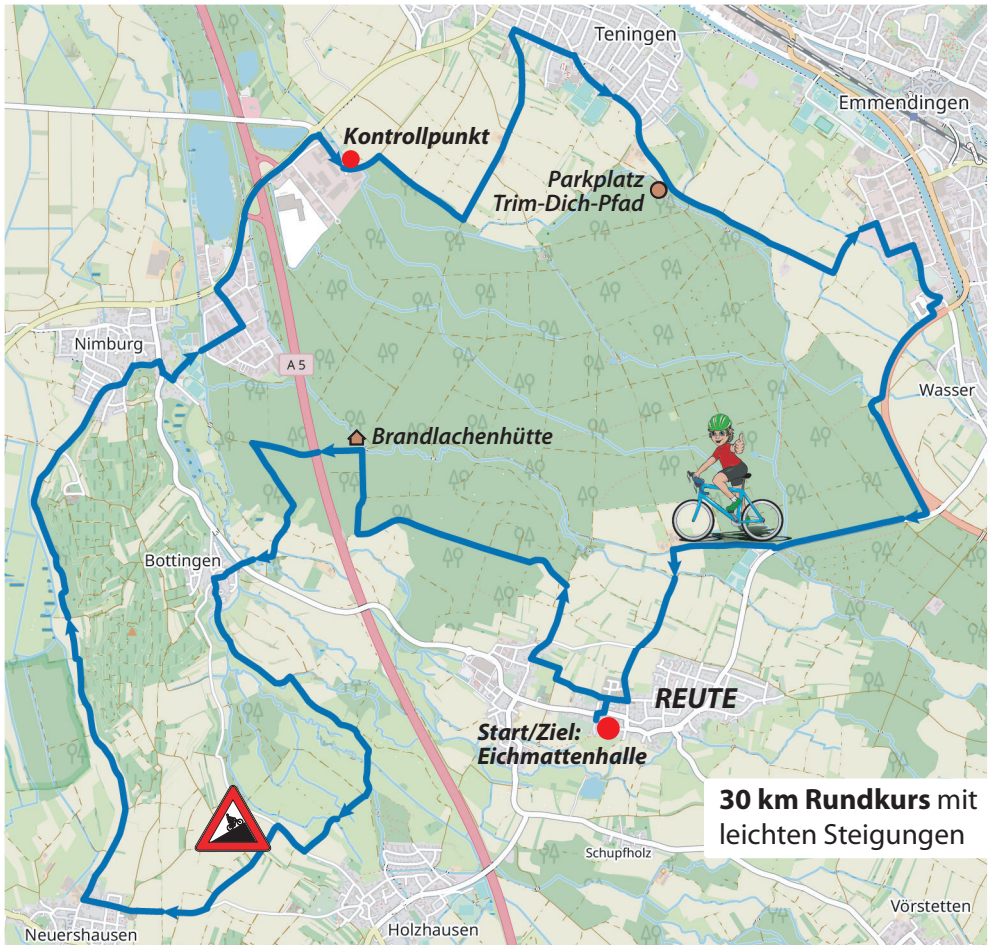 Teningen
Emmendingen
Kontrollpunkt
Parkplatz
Trim-Dich-Pfad
Nimburg
A 5
Wasser
Brandlachenhütte
Bottingen
REUTE
Start/Ziel:
Eichmattenhalle
30 km Rundkurs mit
leichten Steigungen
Schupfholz
Vörstetten
Holzhausen
Neuershausen